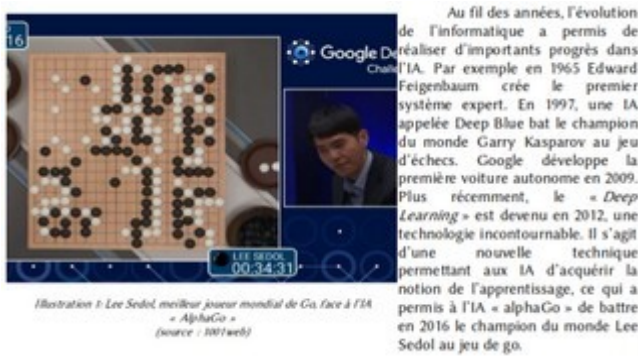 16
Google De
Challe
LEE SEDOL
00:34:31
Illustration 1: Lee Sedol, meilleur joueur mondial de Go, face à l'IA
« AlphaGo »
(source : 1001web)
Au fil des années, l'évolution
de l'informatique a permis de
réaliser d'importants progrès dans
l'IA. Par exemple en 1965 Edward
Feigenbaum crée le premier
système expert. En 1997, une IA
appelée Deep Blue bat le champion
du monde Garry Kasparov au jeu
d'échecs. Google développe la
première voiture autonome en 2009.
Plus récemment, le « Deep
Learning » est devenu en 2012, une
technologie incontournable. Il s'agit
d'une nouvelle technique
permettant aux IA d'acquérir la
notion de l'apprentissage, ce qui a
permis à l'IA « alphaGo » de battre
en 2016 le champion du monde Lee
Sedol au jeu de go.